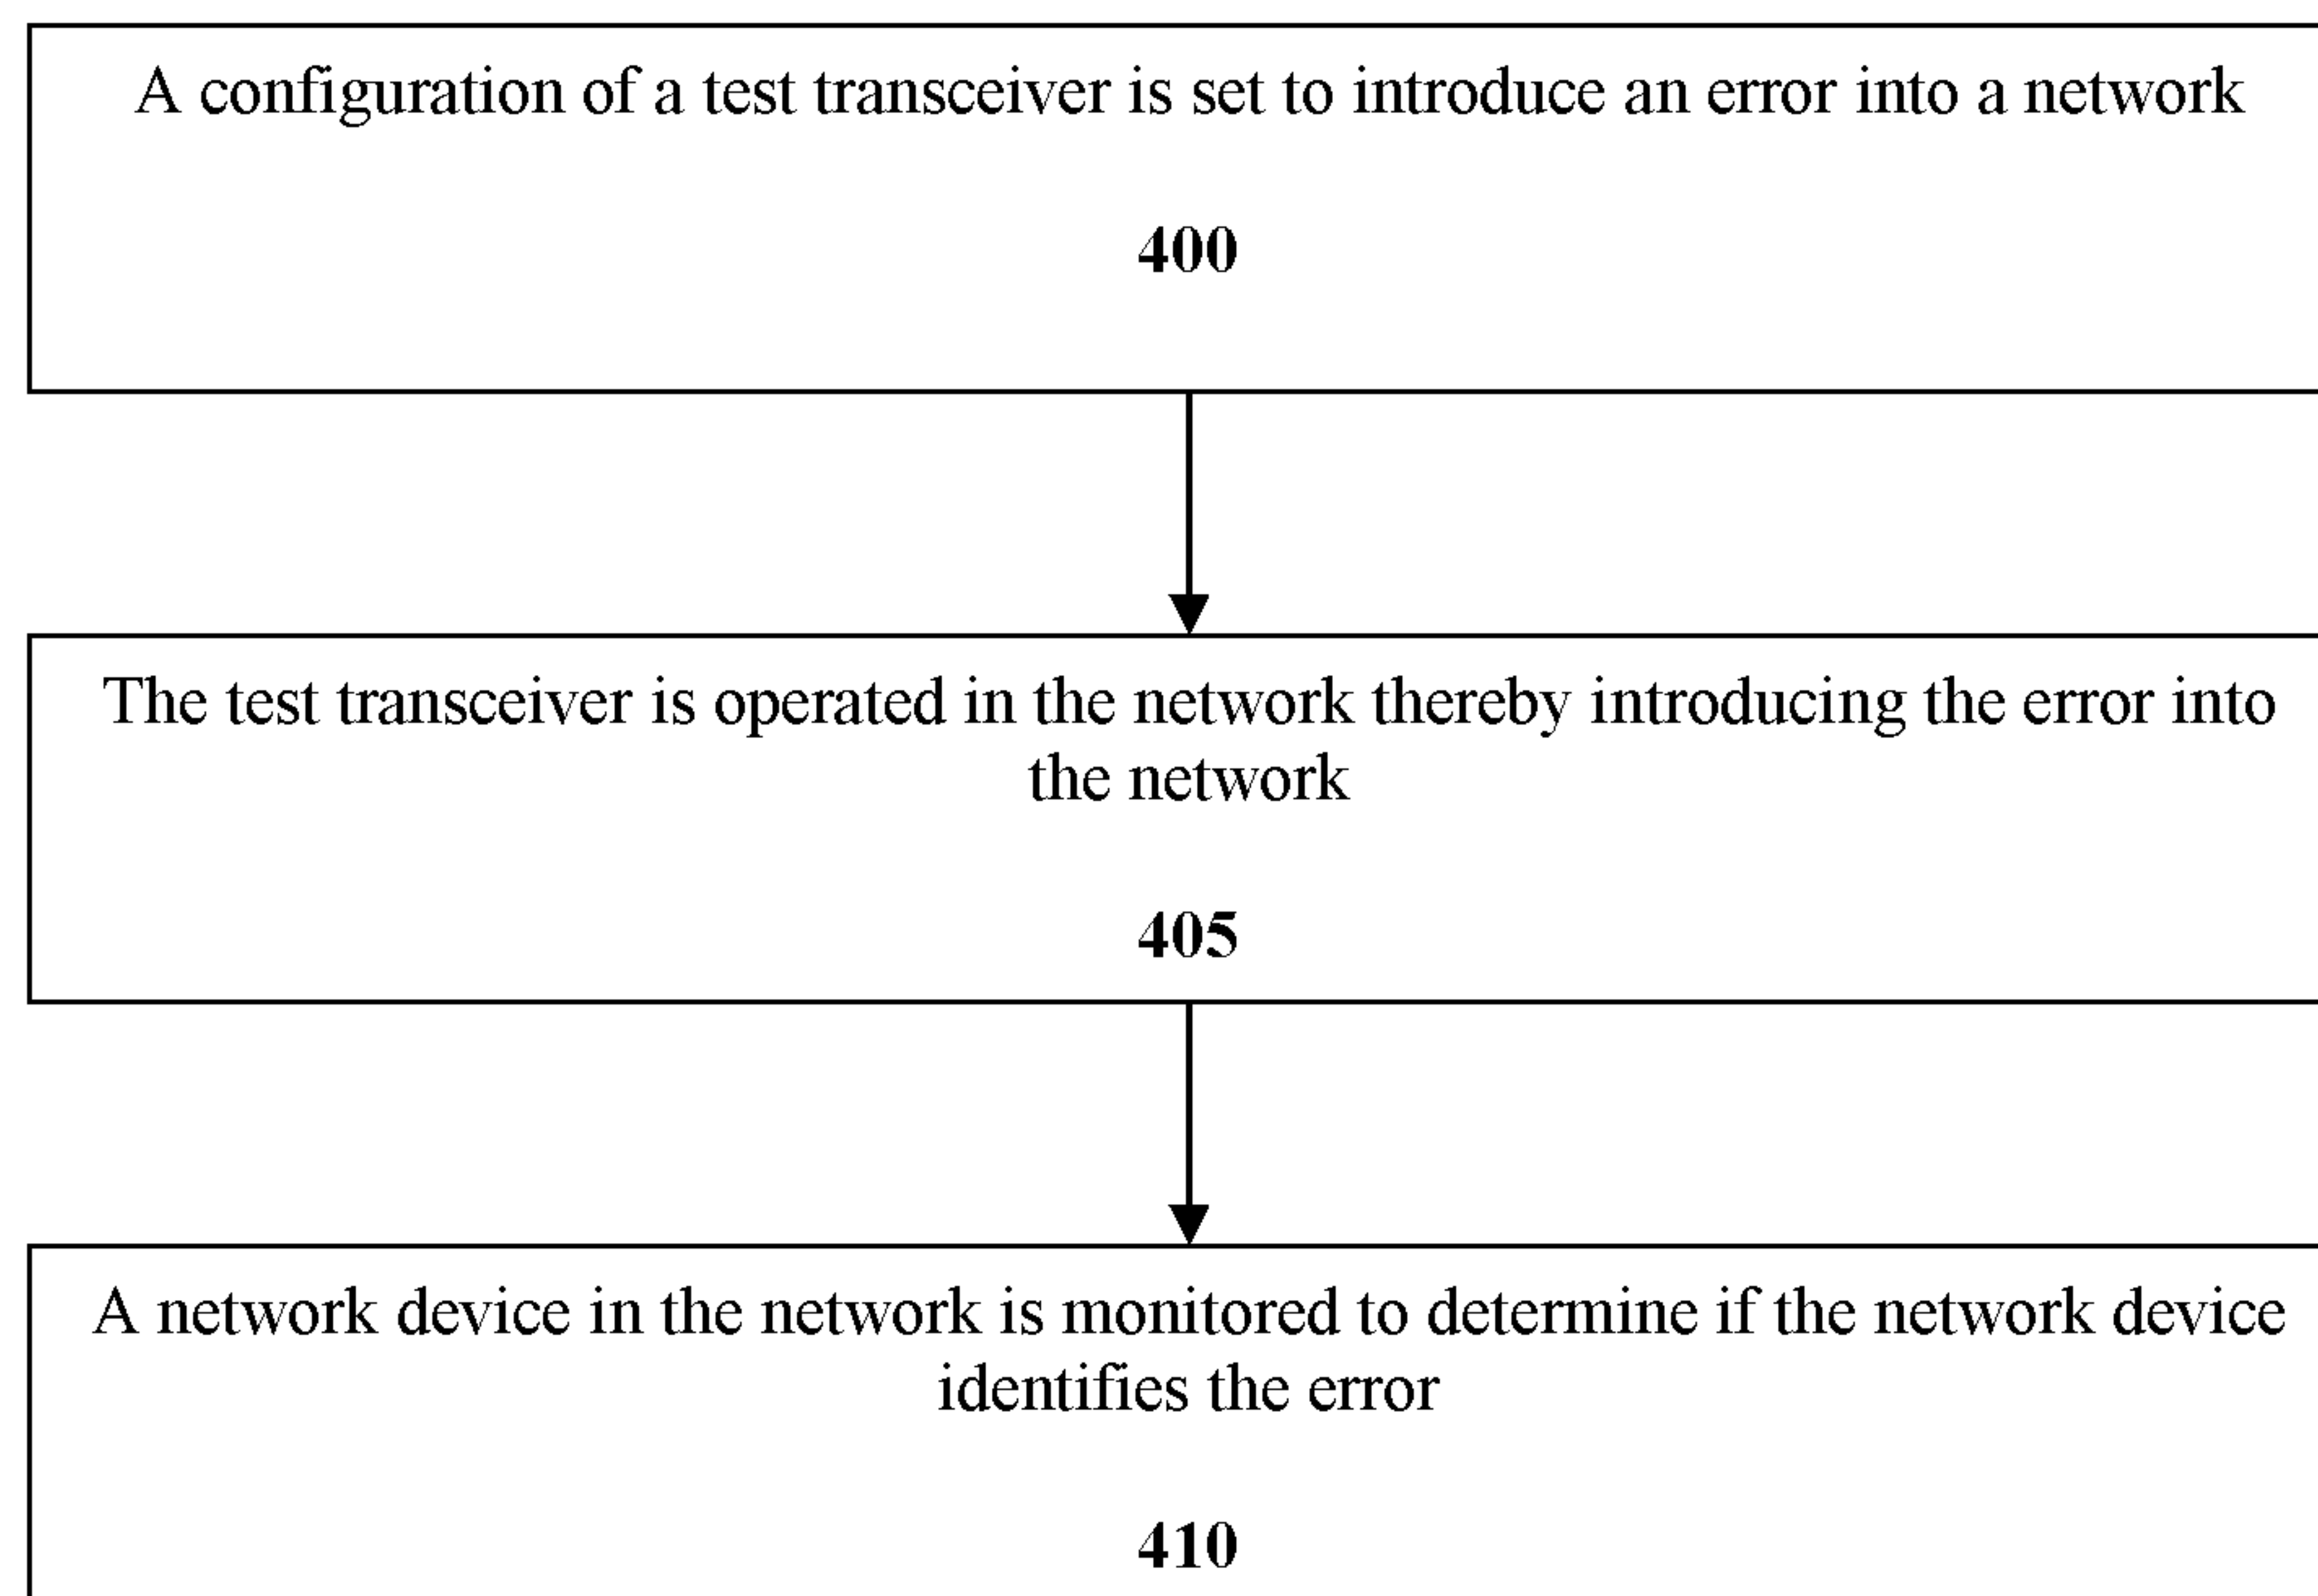 A configuration of a test transceiver is set to introduce an error into a network
400
The test transceiver is operated in the network thereby introducing the error into
the network
405
A network device in the network is monitored to determine if the network device
identifies the error
410